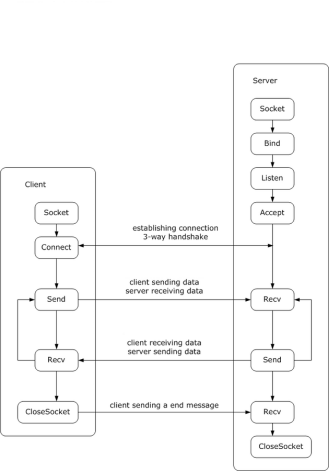 Server
Socket
Bind
Listen
Accept
Client
Socket
Connect
establishing connection
3-way handshake
Send
client sending data
server receiving data
Recv
Recv
client receiving data
server sending data
Send
CloseSocket
client sending a end message
Recv
CloseSocket